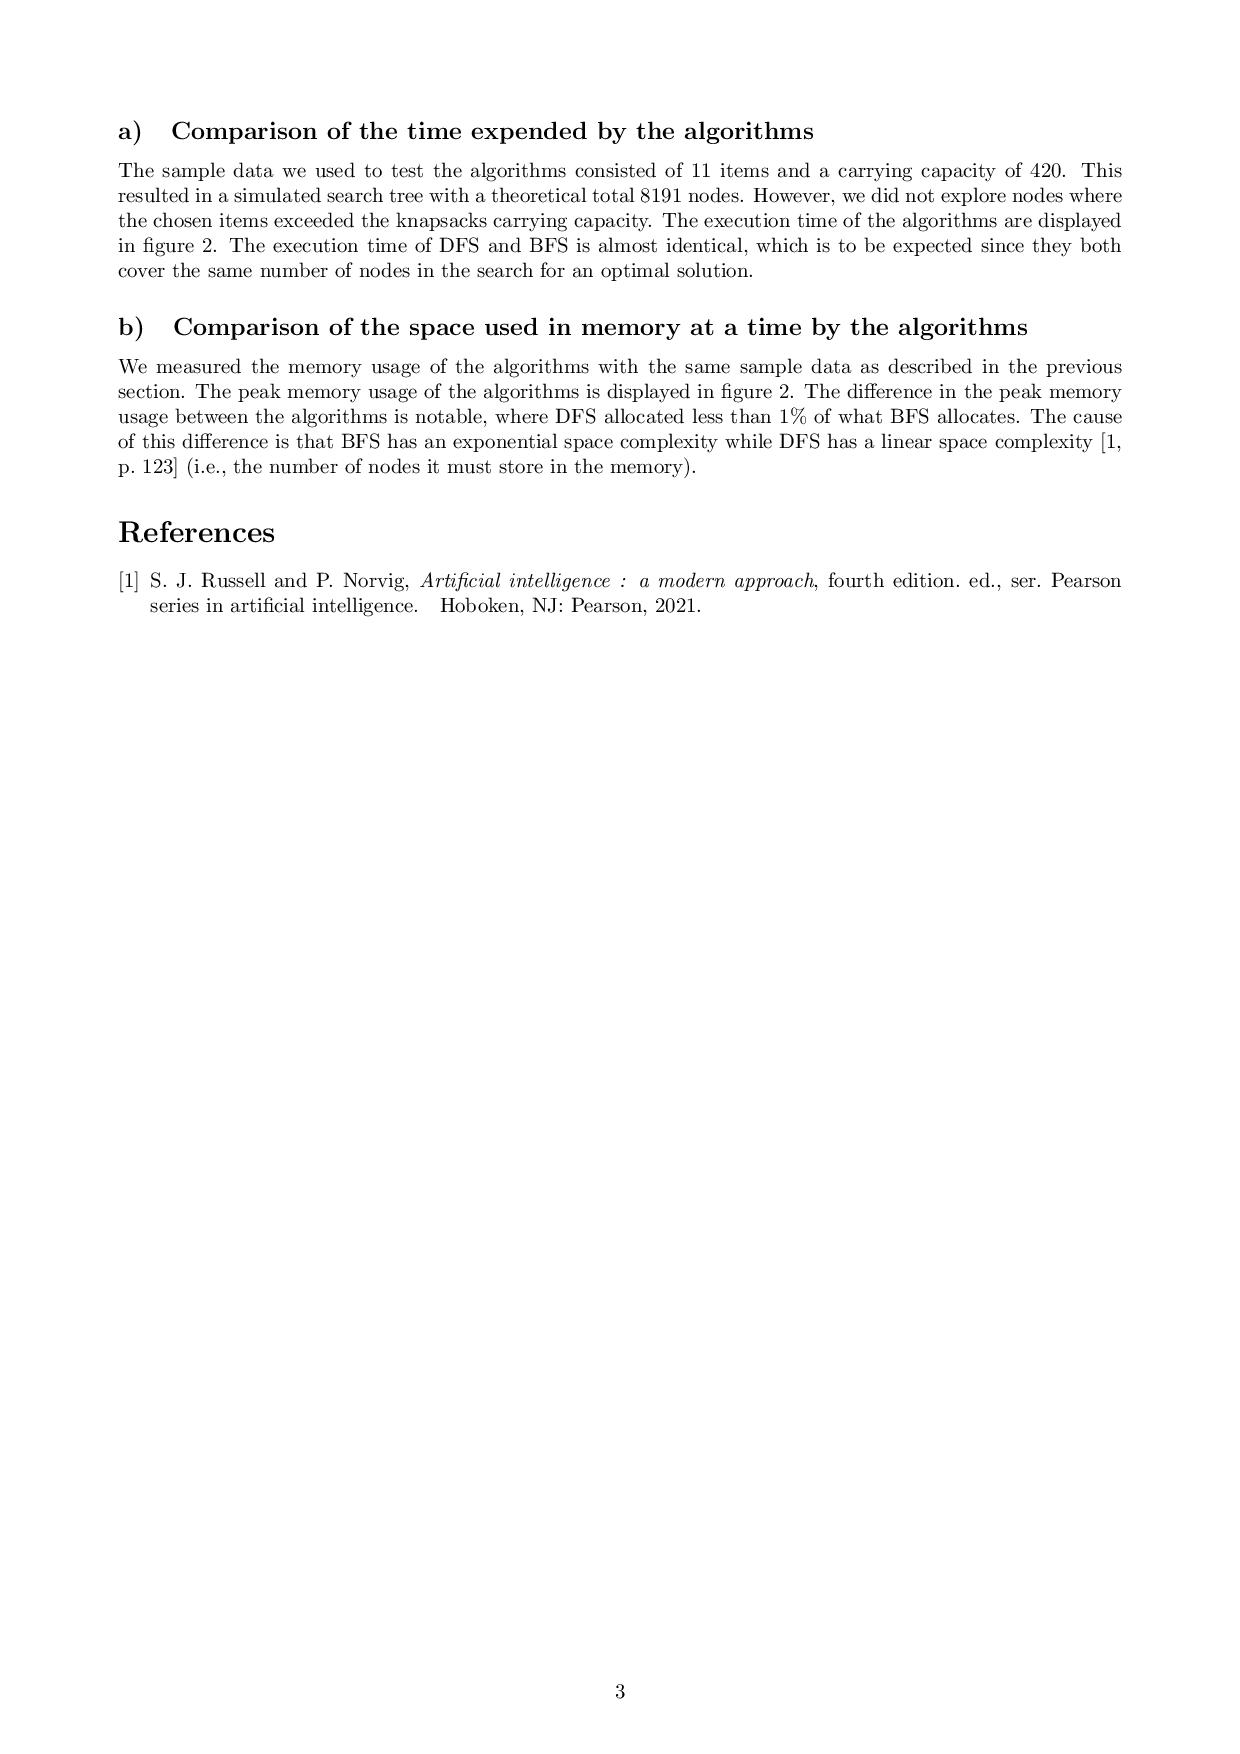 a) Comparison of the time expended by the algorithms
The sample data we used to test the algorithms consisted of 11 items and a carrying capacity of 420. This
resulted in a simulated search tree with a theoretical total 8191 nodes. However, we did not explore nodes where
the chosen items exceeded the knapsacks carrying capacity. The execution time of the algorithms are displayed
in figure 2. The execution time of DFS and BFS is almost identical, which is to be expected since they both
cover the same number of nodes in the search for an optimal solution.
b) Comparison of the space used in memory at a time by the algorithms
We measured the memory usage of the algorithms with the same sample data as described in the previous
section. The peak memory usage of the algorithms is displayed in figure 2. The difference in the peak memory
usage between the algorithms is notable, where DFS allocated less than 1% of what BFS allocates. The cause
of this difference is that BFS has an exponential space complexity while DFS has a linear space complexity [1,
p. 123] (i.e., the number of nodes it must store in the memory).
References
[1] S. J. Russell and P. Norvig, Artificial intelligence : a modern approach, fourth edition. ed., ser. Pearson
series in artificial intelligence. Hoboken, NJ: Pearson, 2021.
3